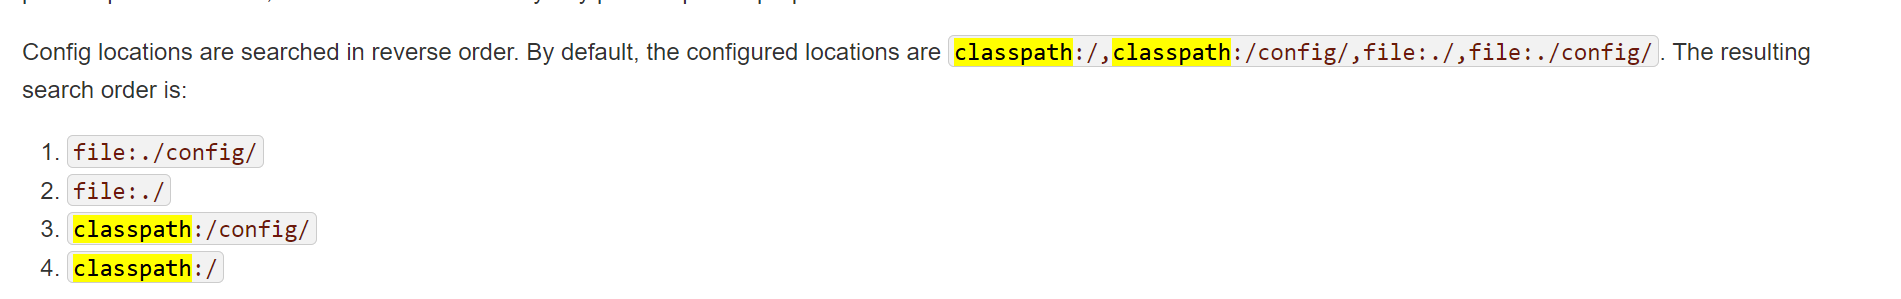 Config locations are searched in reverse order. By default, the configured locations are classpath:/,classpath:/config/,file:./,file:./config/. The resulting
search order is:
1. file:./config/
2. file:./
3. classpath:/config/
4. classpath:/